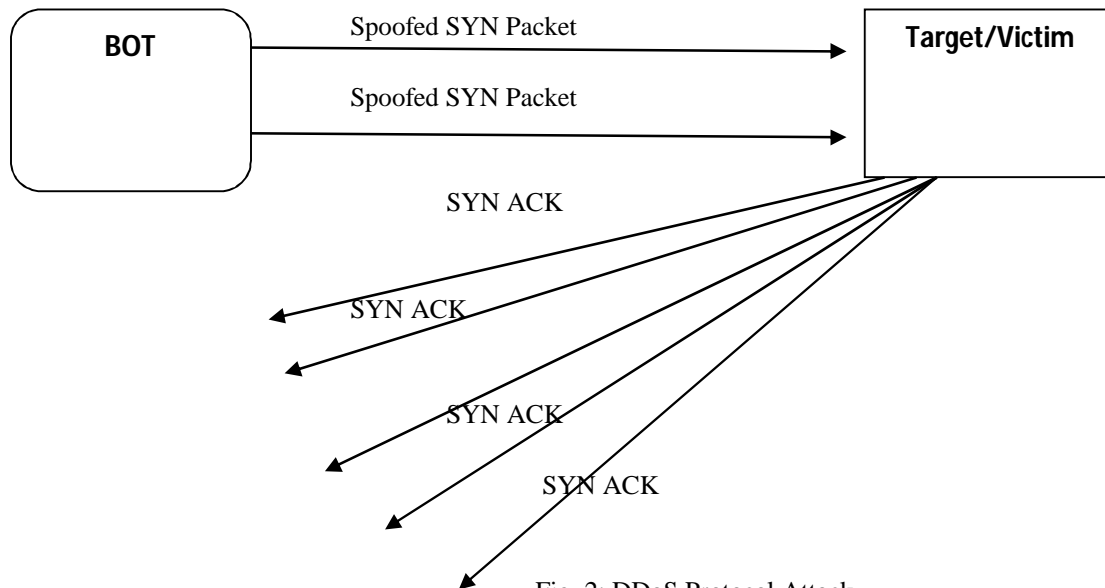 BOT
Spoofed SYN Packet
Target/Victim
Spoofed SYN Packet
SYN ACK
SYN ACK
SYN ACK
SYN ACK
Fig. 2: DDoS Protocol Attack